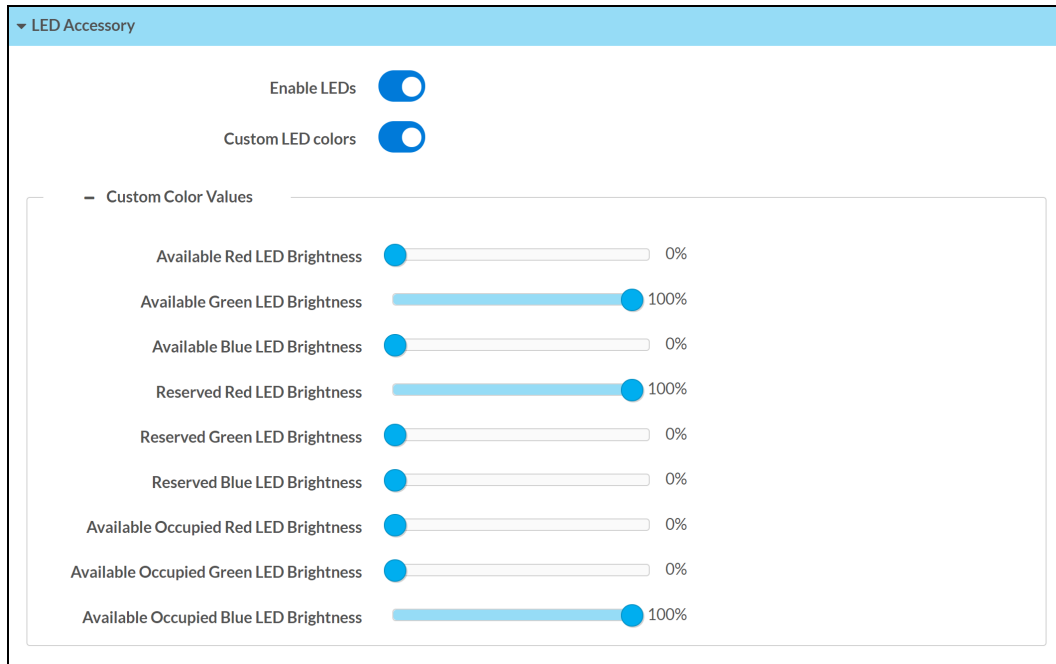 LED Accessory
Enable LEDs
Custom LED colors
Custom Color Values
Available Red LED Brightness 0%
Available Green LED Brightness 100%
Available Blue LED Brightness 0%
Reserved Red LED Brightness 100%
Reserved Green LED Brightness 0%
Reserved Blue LED Brightness 0%
Available Occupied Red LED Brightness 0%
Available Occupied Green LED Brightness 0%
Available Occupied Blue LED Brightness 100%